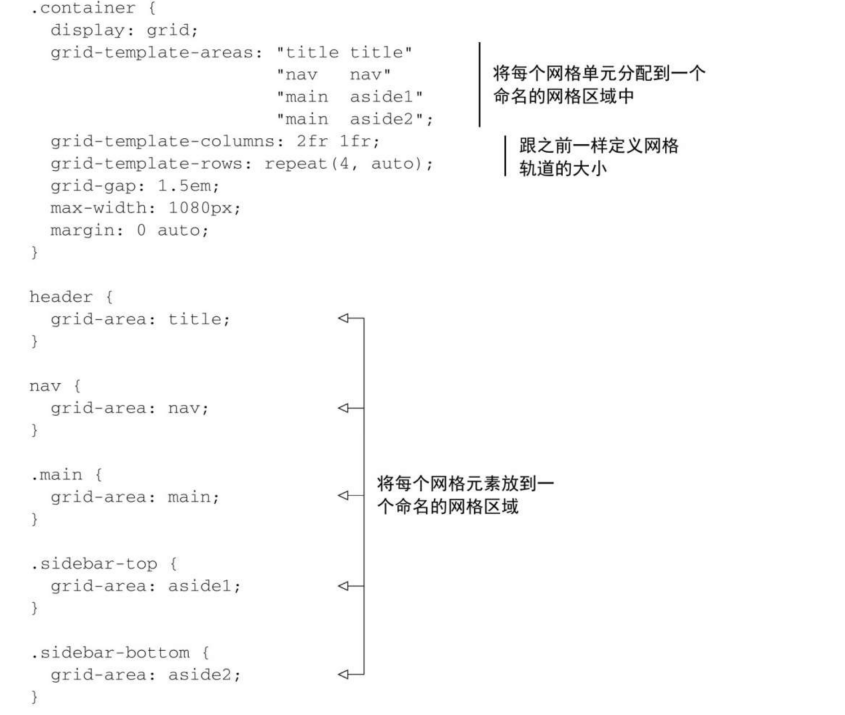 .container {
  display: grid;
  grid-template-areas: "title title"
                       "nav   nav"
                       "main  aside1"
                       "main  aside2";
将每个网格单元分配到一个
命名的网格区域中
  grid-template-columns: 2fr 1fr;
  grid-template-rows: repeat(4, auto);
跟之前一样定义网格
轨道的大小
  grid-gap: 1.5em;
  max-width: 1080px;
  margin: 0 auto;
}
header {
  grid-area: title;
}
nav {
  grid-area: nav;
}
.main {
  grid-area: main;
}
将每个网格元素放到一
个命名的网格区域
.sidebar-top {
  grid-area: aside1;
}
.sidebar-bottom {
  grid-area: aside2;
}